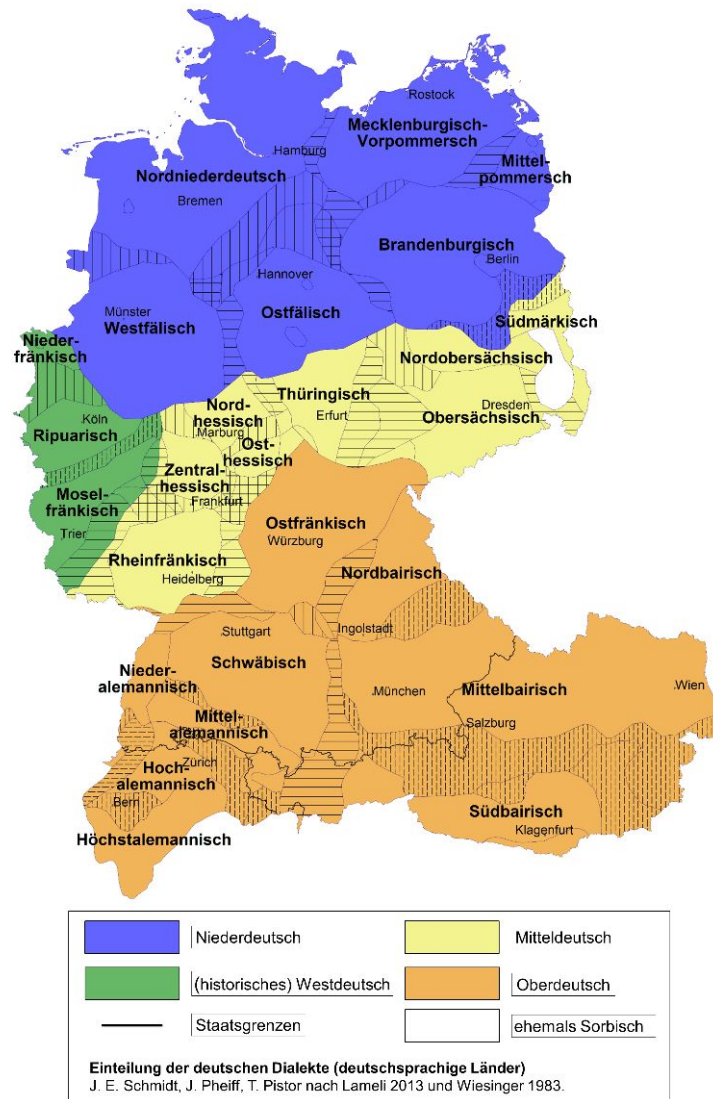 Rostock
Mecklenburgisch-
Vorpommersch
Hamburg
Mittel-
pommersch
Nordniederdeutsch
Bremen
Brandenburgisch
Berlin
Hannover
Ostfälisch
Münster
Westfälisch
Südmärkisch
Nieder-
fränkisch
Nordobersächsisch
Thüringisch
Erfurt
Dresden
Obersächsisch
Nord-
hessisch
Marburg
Köln
Ripuarisch
Ost-
hessisch
Zentral-
hessisch
Frankfurt
Mosel-
fränkisch
Trier
Ostfränkisch
Würzburg
Rheinfränkisch
Heidelberg
Nordbairisch
Stuttgart
Ingolstadt
Schwäbisch
Nieder-
alemannisch
München
Mittelbairisch
Wien
Salzburg
Mittel-
alemannisch
Zürich
Hoch-
alemannisch
Bern
Südbairisch
Klagenfurt
Höchstalemannisch
Niederdeutsch
Mitteldeutsch
(historisches) Westdeutsch
Oberdeutsch
Staatsgrenzen
ehemals Sorbisch
Einteilung der deutschen Dialekte (deutschsprachige Länder)
J. E. Schmidt, J. Pheiff, T. Pistor nach Lameli 2013 und Wiesinger 1983.